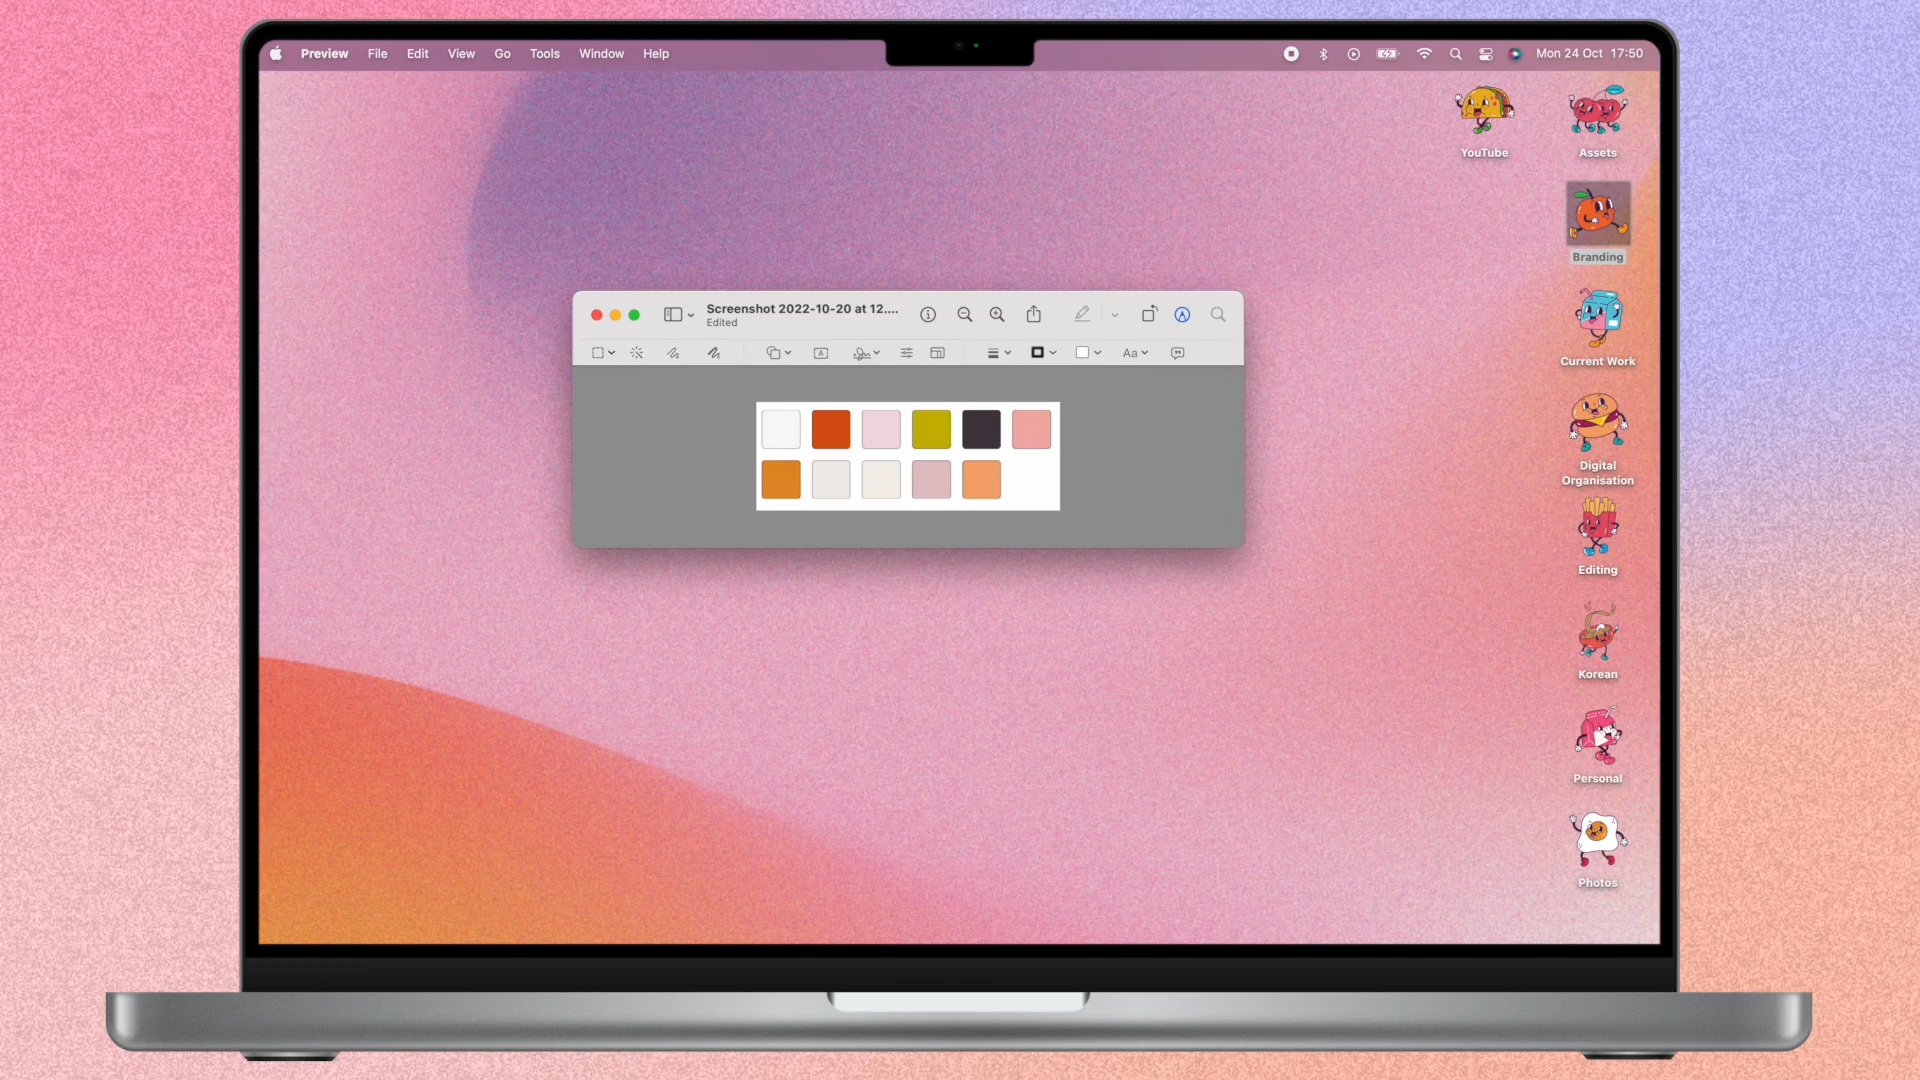 Preview File Edit View Go Tools Window Help
Mon 24 Oct 17:50
YouTube
Assets
Branding
Current Work
Digital
Organisation
Editing
Korean
Personal
Photos
Screenshot 2022-10-20 at 12....
Edited
A
Aa